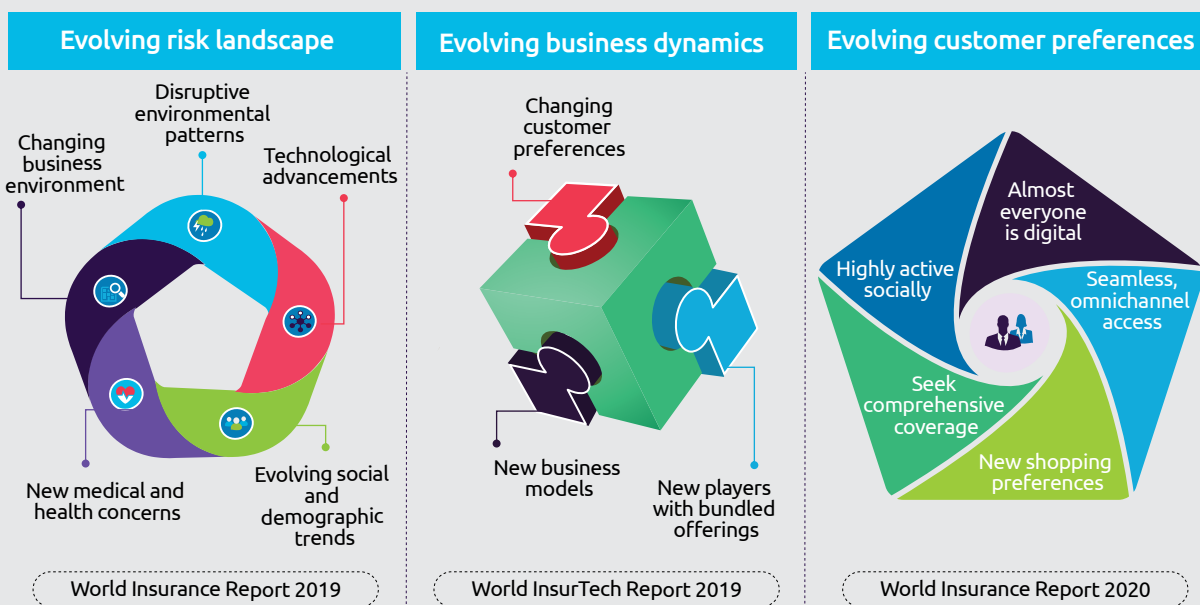 Evolving risk landscape
Disruptive
environmental
patterns
Changing
business
environment
Technological
advancements
New medical and
health concerns
Evolving social
and
demographic
trends
World Insurance Report 2019
Evolving business dynamics
Changing
customer
preferences
New business
models
New players
with bundled
offerings
World InsurTech Report 2019
Evolving customer preferences
Almost
everyone
is digital
Highly active
socially
Seamless,
omnichannel
access
Seek
comprehensive
coverage
New shopping
preferences
World Insurance Report 2020